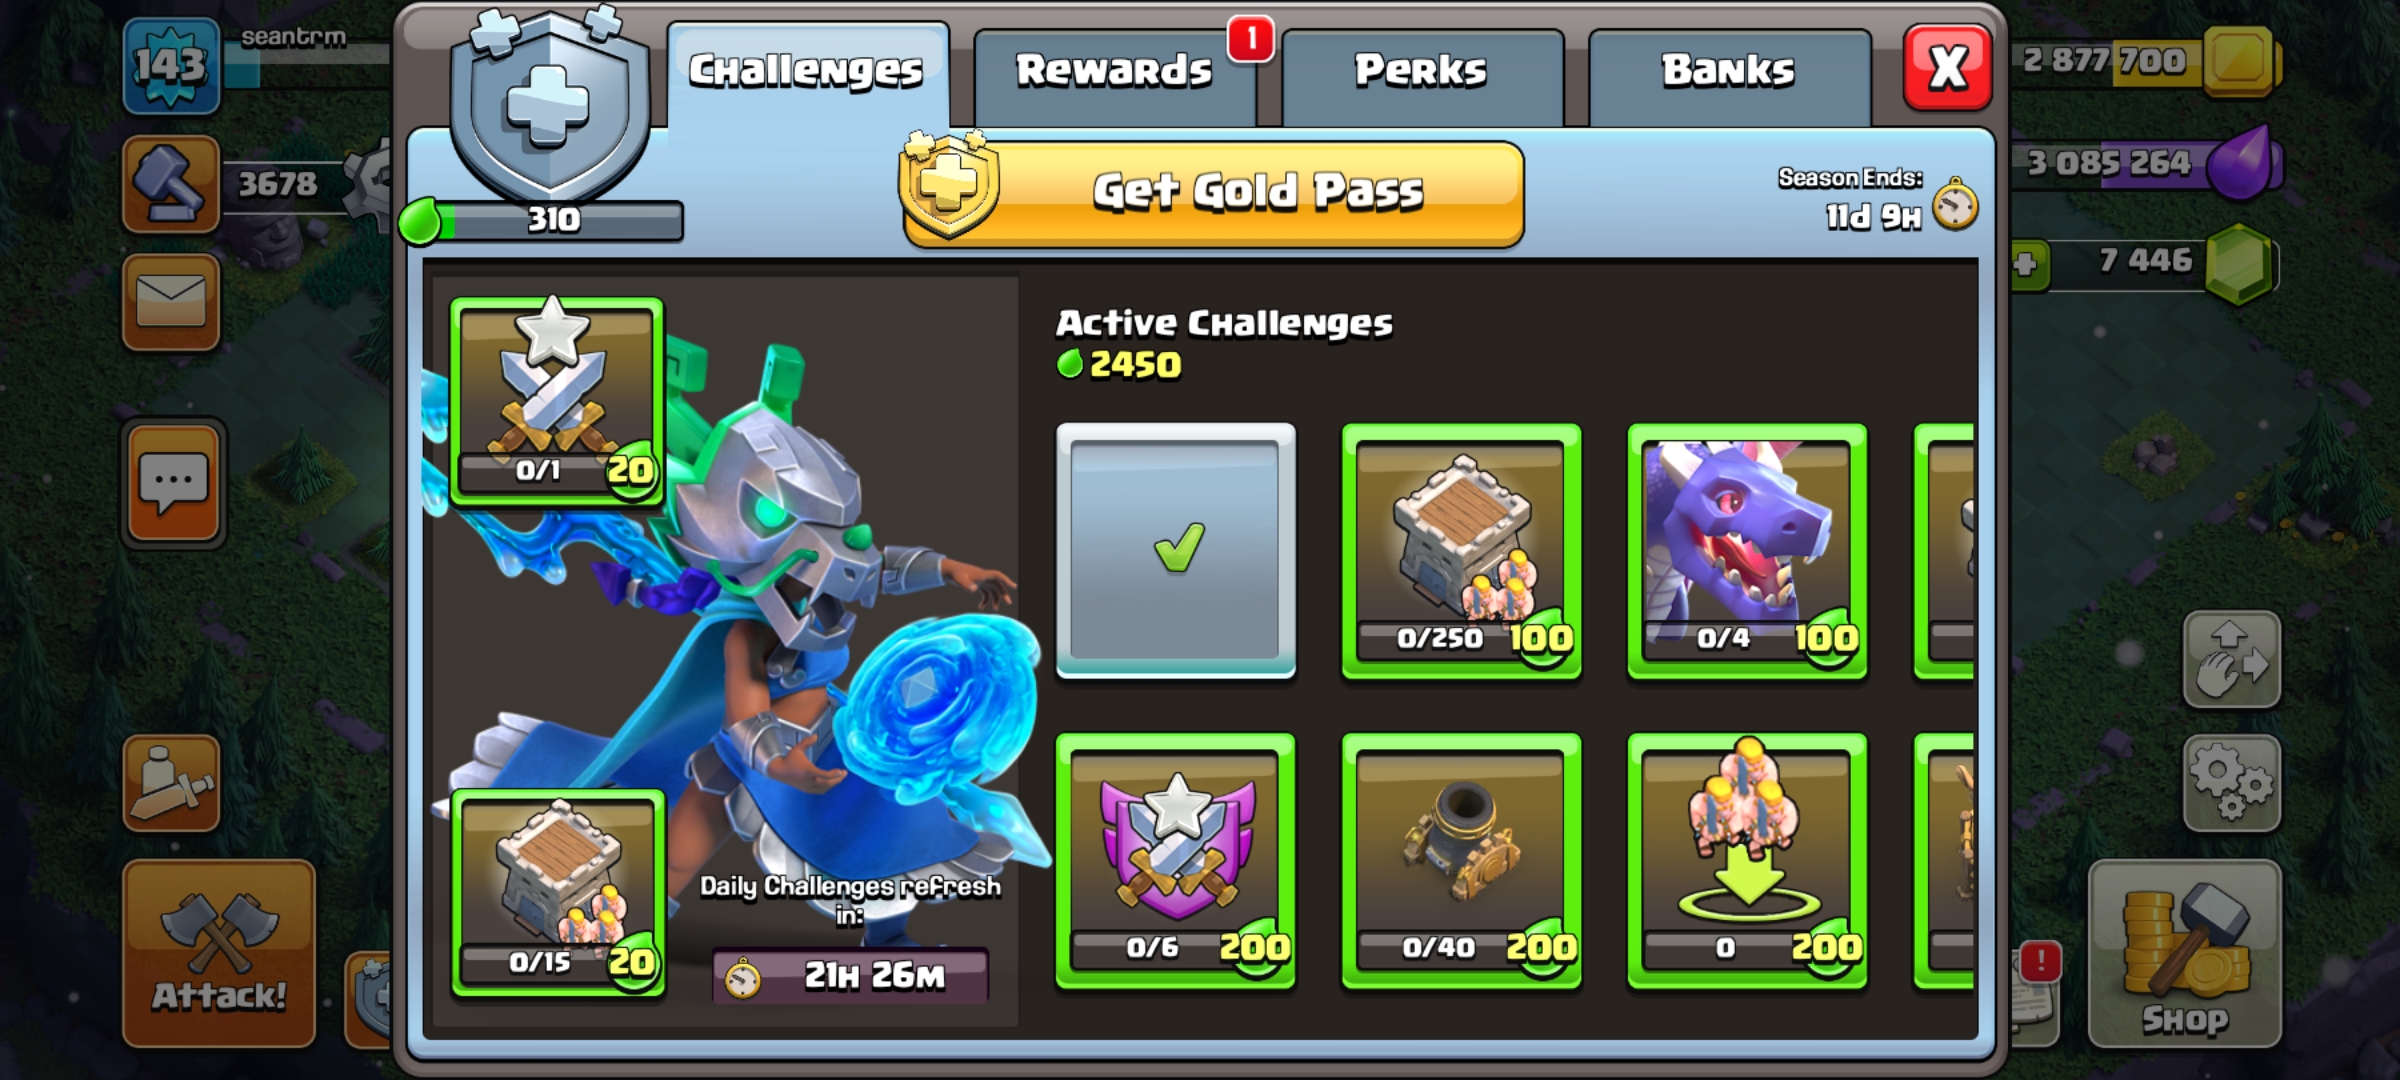 143
seantrm
3678
Challenges
Rewards
1
Perks
Banks
X
2 877 700
3 085 264
7 446
310
Get Gold Pass
Season Ends:
11d 9H
0/1
20
Active Challenges
2450
0/250
100
0/4
100
0/15
20
Daily Challenges refresh
in:
21H 26M
0/6
200
0/40
200
0
200
Attack!
!
Shop